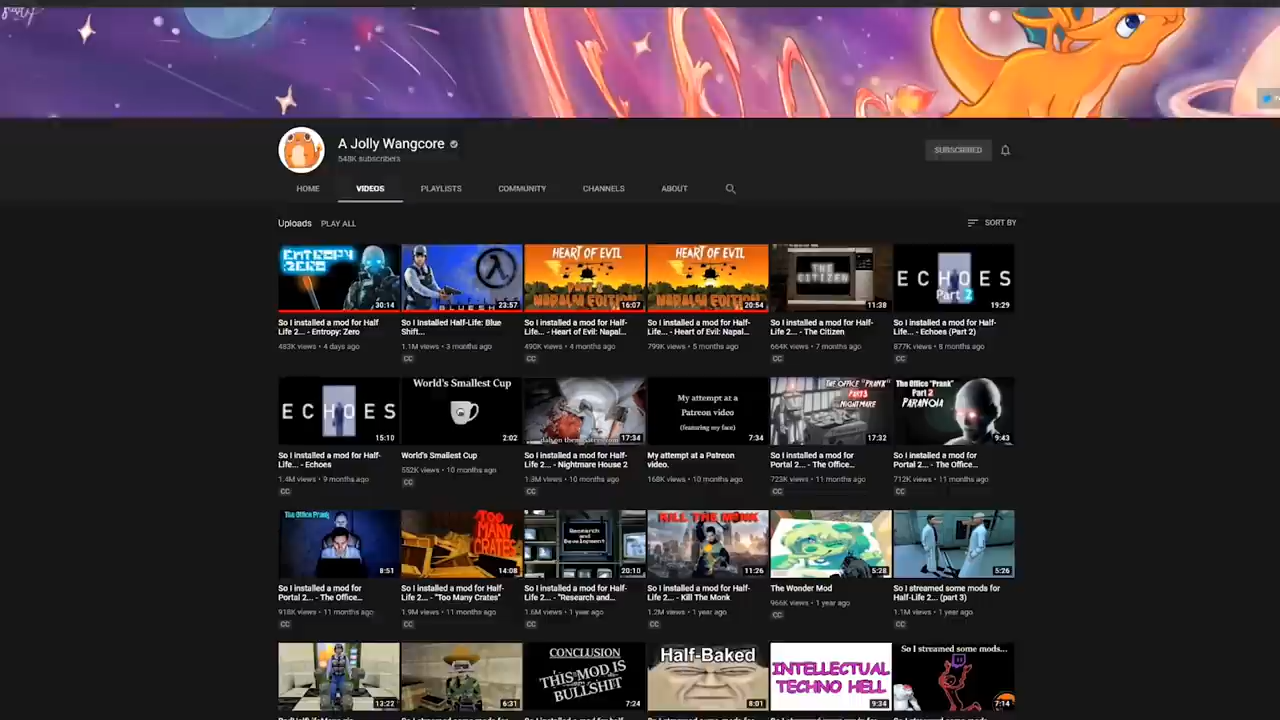 A Jolly Wangcore
548K subscribers
SUBSCRIBED
HOME
VIDEOS
PLAYLISTS
COMMUNITY
CHANNELS
ABOUT
Uploads
PLAY ALL
SORT BY
ENTROPY
ZERO
30:14
23:57
HEART OF EVIL
PART 2
NAPALM EDITION
16:07
HEART OF EVIL
NAPALM EDITION
20:54
THE
CITIZEN
11:38
ECHOES
Part 2
19:29
So I installed a mod for Half
Life 2... - Entropy: Zero
483K views • 4 days ago
So I Installed Half-Life: Blue
Shift...
1.1M views • 3 months ago
CC
So I installed a mod for Half-
Life... - Heart of Evil: Napal...
490K views • 4 months ago
CC
So I installed a mod for Half-
Life... - Heart of Evil: Napal...
799K views • 5 months ago
So I installed a mod for Half-
Life 2... - The Citizen
664K views • 7 months ago
CC
So I installed a mod for Half-
Life... - Echoes (Part 2)
877K views • 8 months ago
CC
ECHOES
15:10
World's Smallest Cup
2:02
17:34
My attempt at a
Patreon video
(featuring my face)
7:34
THE OFFICE "PRANK"
PART3
NIGHTMARE
17:32
The Office "Prank"
Part 2
PARANOIA
9:43
So I installed a mod for Half-
Life... - Echoes
1.4M views • 9 months ago
CC
World's Smallest Cup
552K views • 10 months ago
CC
So I installed a mod for Half-
Life 2... - Nightmare House 2
1.3M views • 10 months ago
CC
My attempt at a Patreon
video.
168K views • 10 months ago
So I installed a mod for
Portal 2... - The Office...
723K views • 11 months ago
CC
So I installed a mod for
Portal 2... - The Office...
712K views • 11 months ago
CC
The Office Prank
8:51
TOO
MANY
CRATES
14:08
Research
and
Development
20:10
KILL THE MONK
11:26
5:28
5:26
So I installed a mod for
Portal 2... - The Office...
918K views • 11 months ago
CC
So I installed a mod for Half-
Life 2... - "Too Many Crates"
1.9M views • 11 months ago
CC
So I installed a mod for Half-
Life 2... - "Research and...
1.6M views • 1 year ago
CC
So I installed a mod for Half-
Life 2... - Kill The Monk
1.2M views • 1 year ago
CC
The Wonder Mod
966K views • 1 year ago
CC
So I streamed some mods for
Half-Life 2... (part 3)
1.1M views • 1 year ago
CC
13:22
6:31
CONCLUSION
THIS MOD IS
BULLSHIT
7:24
Half-Baked
8:01
INTELLECTUAL
TECHNO HELL
9:34
So I streamed some mods...
7:14